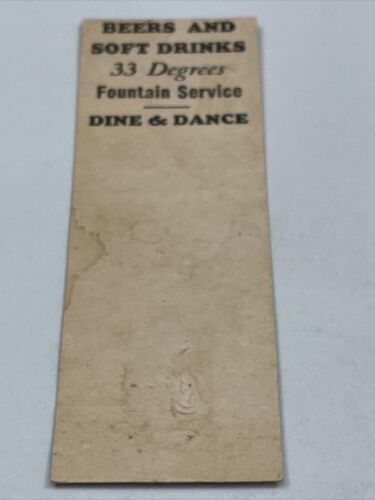 BEERS AND
SOFT DRINKS
33 Degrees
Fountain Service
DINE & DANCE